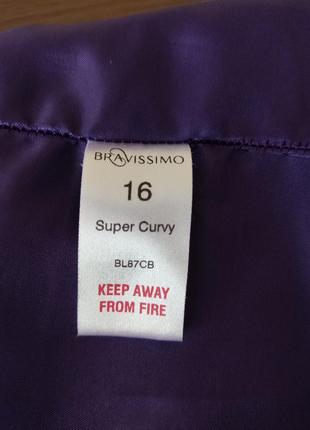 BRAVISSIMO
16
Super Curvy
BL87CB
KEEP AWAY
FROM FIRE